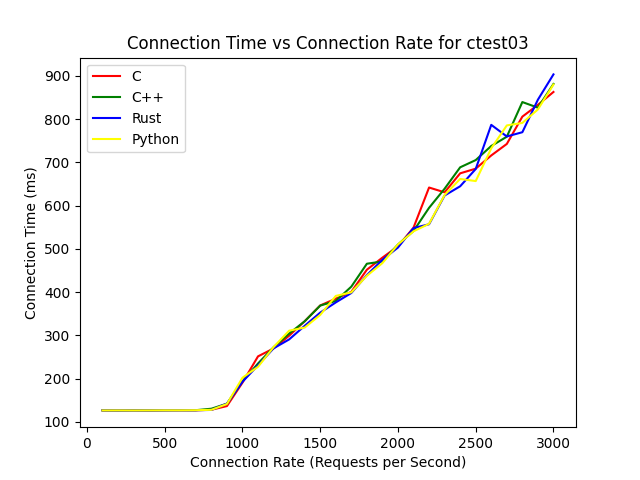 Connection Time vs Connection Rate for ctest03
C
C++
Rust
Python
Connection Time (ms)
900
800
700
600
500
400
300
200
100
0
500
1000
1500
2000
2500
3000
Connection Rate (Requests per Second)